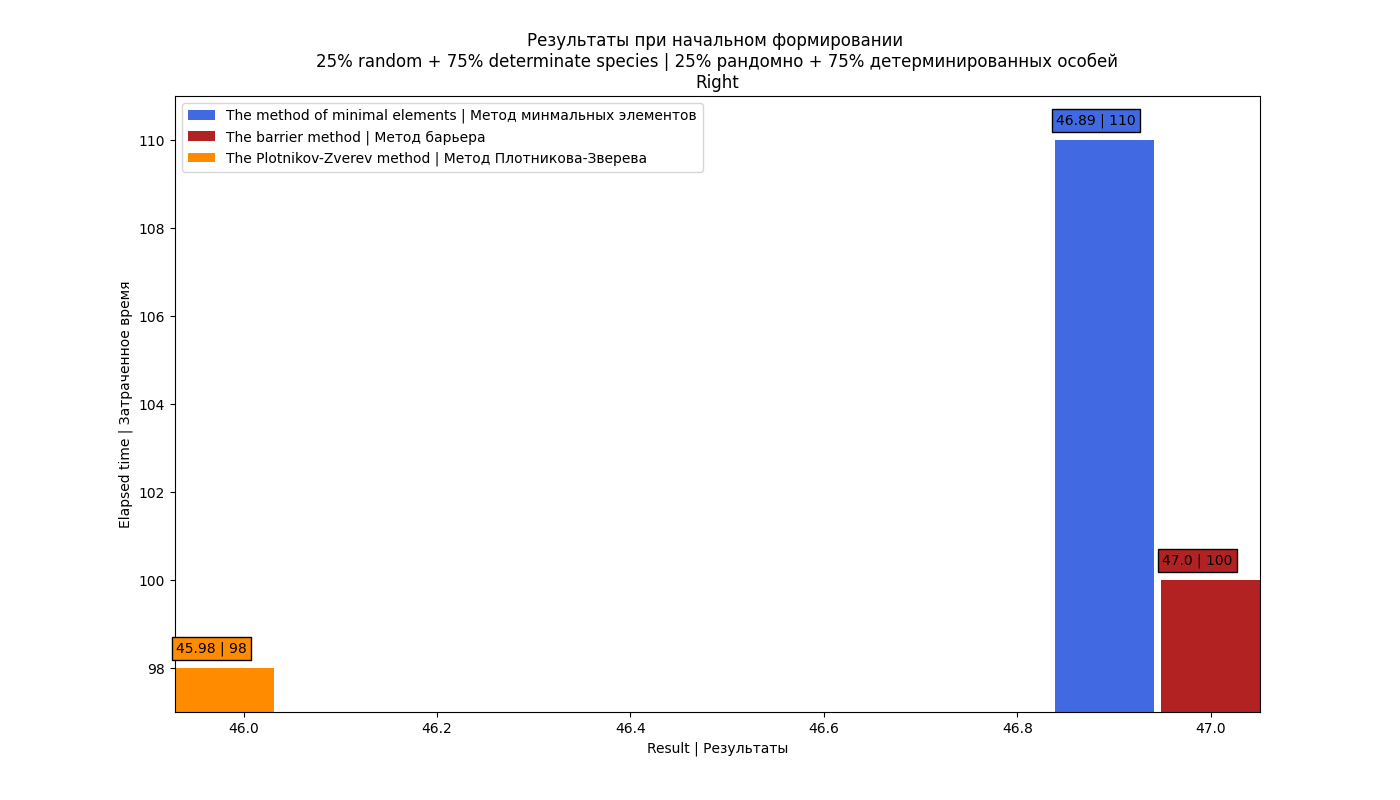 Результаты при начальном формировании
25% random + 75% determinate species | 25% рандомно + 75% детерминированных особей
Right
The method of minimal elements | Метод минмальных элементов
The barrier method | Метод барьера
The Plotnikov-Zverev method | Метод Плотникова-Зверева
46.89 | 110
47.0 | 100
45.98 | 98
110
108
106
104
102
100
98
Elapsed time | Затраченное время
46.0 46.2 46.4 46.6 46.8 47.0
Result | Результаты